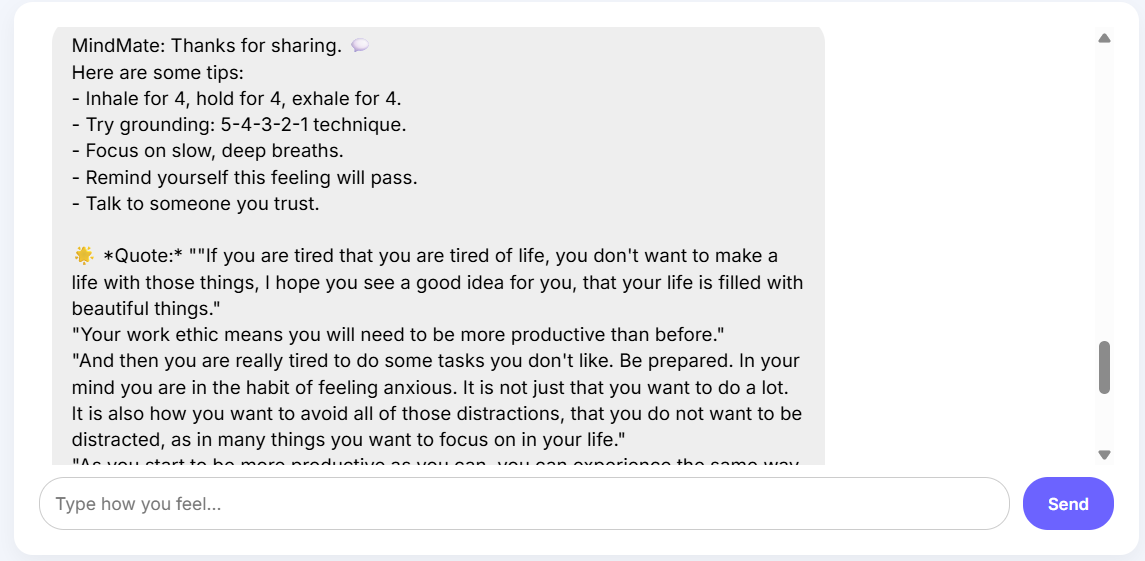 MindMate: Thanks for sharing. 💬
Here are some tips:
- Inhale for 4, hold for 4, exhale for 4.
- Try grounding: 5-4-3-2-1 technique.
- Focus on slow, deep breaths.
- Remind yourself this feeling will pass.
- Talk to someone you trust.
🌟 *Quote:* ""If you are tired that you are tired of life, you don't want to make a
life with those things, I hope you see a good idea for you, that your life is filled with
beautiful things."
"Your work ethic means you will need to be more productive than before."
"And then you are really tired to do some tasks you don't like. Be prepared. In your
mind you are in the habit of feeling anxious. It is not just that you want to do a lot.
It is also how you want to avoid all of those distractions, that you do not want to be
distracted, as in many things you want to focus on in your life."
"As you start to be more productive as you can, you can experience the same way
Type how you feel...
Send